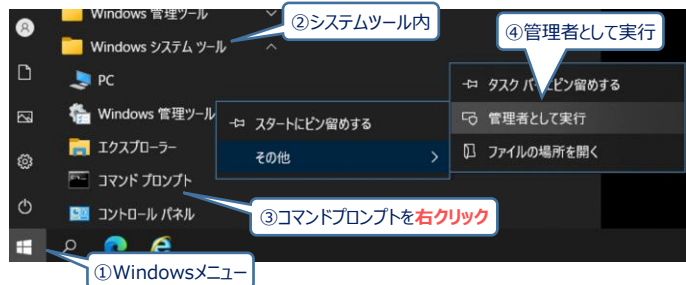 Windows 管理ツール
②システムツール内
④管理者として実行
Windows システム ツール
PC
タスク バーにピン留めする
Windows 管理ツール
スタートにピン留めする
管理者として実行
エクスプローラー
その他
ファイルの場所を開く
コマンド プロンプト
コントロール パネル
③コマンドプロンプトを右クリック
①Windowsメニュー